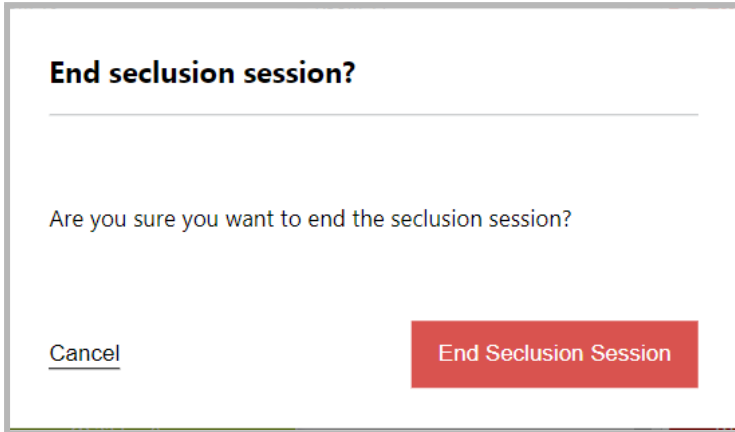 End seclusion session?
Are you sure you want to end the seclusion session?
Cancel
End Seclusion Session